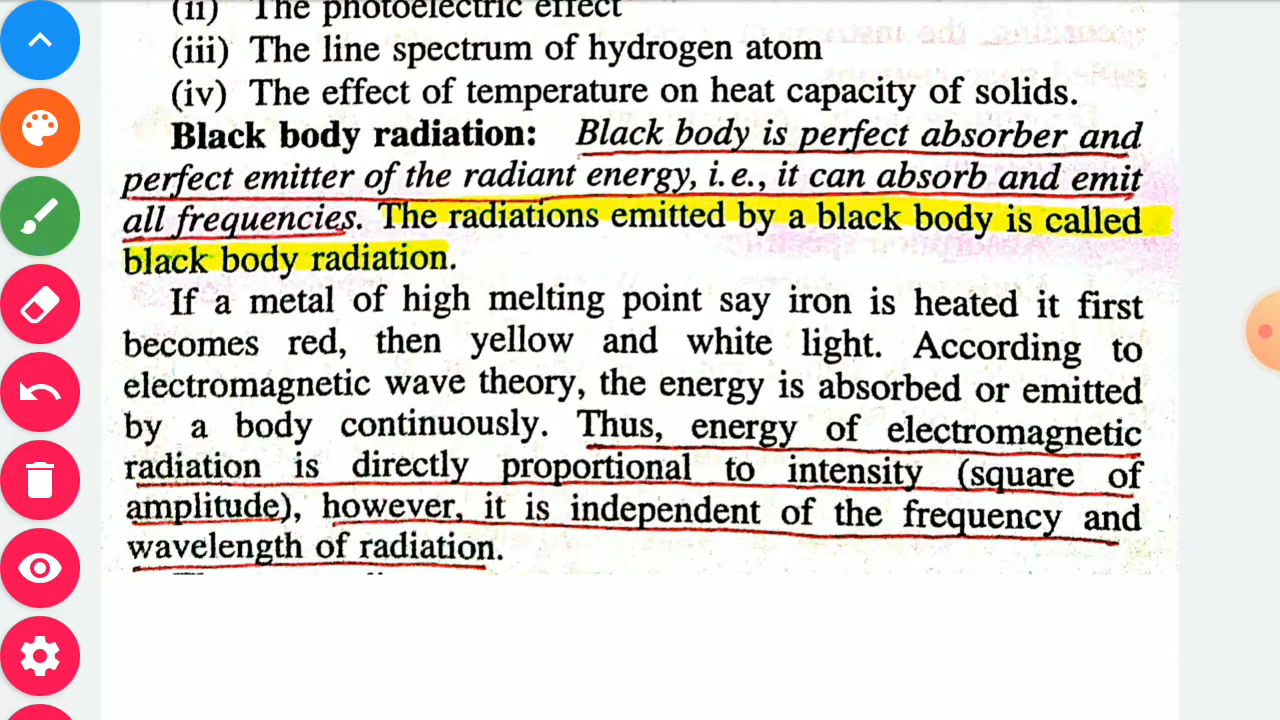 (ii) The photoelectric effect
(iii) The line spectrum of hydrogen atom
(iv) The effect of temperature on heat capacity of solids.
Black body radiation: Black body is perfect absorber and
perfect emitter of the radiant energy, i.e., it can absorb and emit
all frequencies. The radiations emitted by a black body is called
black body radiation.
If a metal of high melting point say iron is heated it first
becomes red, then yellow and white light. According to
electromagnetic wave theory, the energy is absorbed or emitted
by a body continuously. Thus, energy of electromagnetic
radiation is directly proportional to intensity (square of
amplitude), however, it is independent of the frequency and
wavelength of radiation.